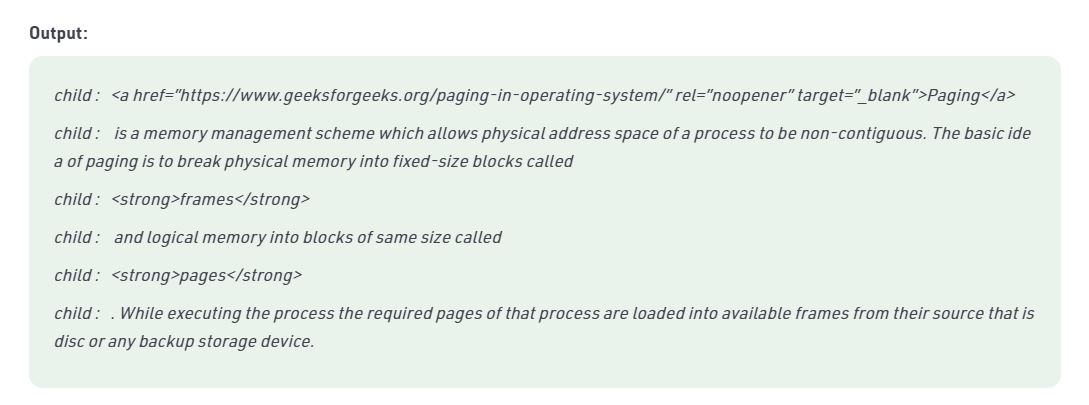 Output:
child :  <a href="https://www.geeksforgeeks.org/paging-in-operating-system/" rel="noopener" target="_blank">Paging</a>
child :   is a memory management scheme which allows physical address space of a process to be non-contiguous. The basic ide
a of paging is to break physical memory into fixed-size blocks called
child :  <strong>frames</strong>
child :   and logical memory into blocks of same size called
child :  <strong>pages</strong>
child :  . While executing the process the required pages of that process are loaded into available frames from their source that is
disc or any backup storage device.